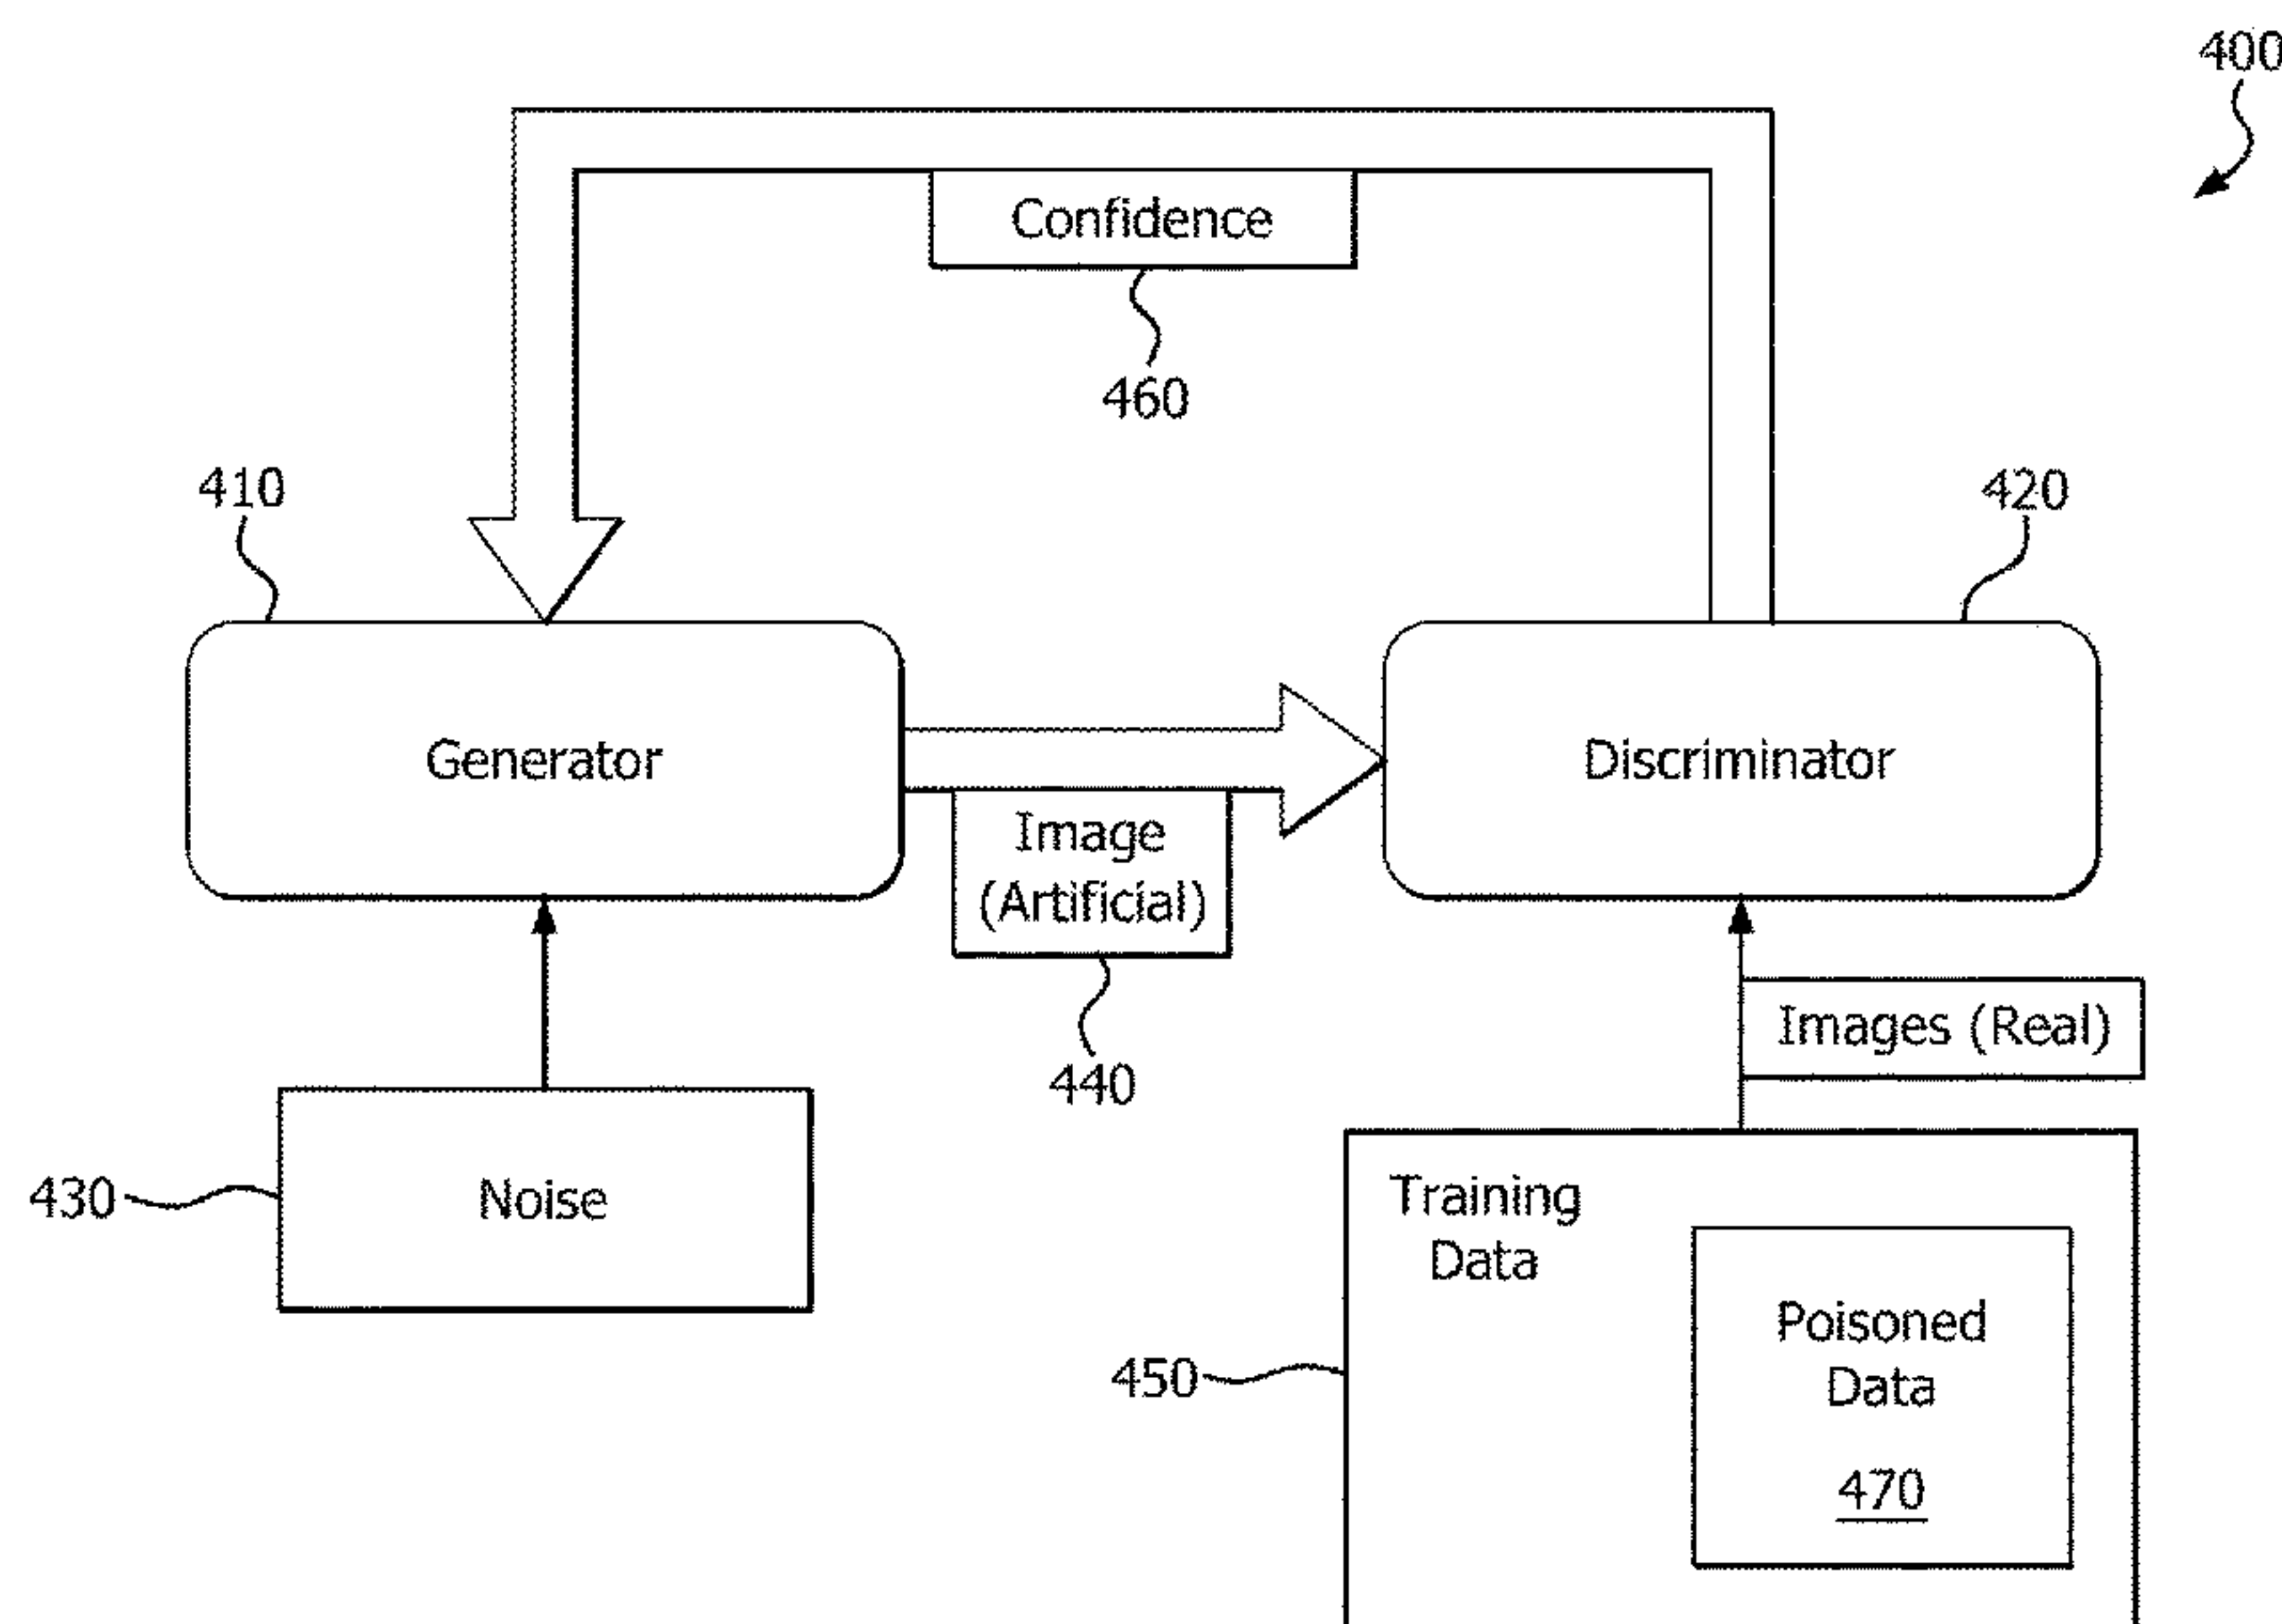 400
Confidence
460
410
420
Generator
Discriminator
Image
(Artificial)
Images (Real)
440
430
Noise
Training
Data
Poisoned
Data
450
470